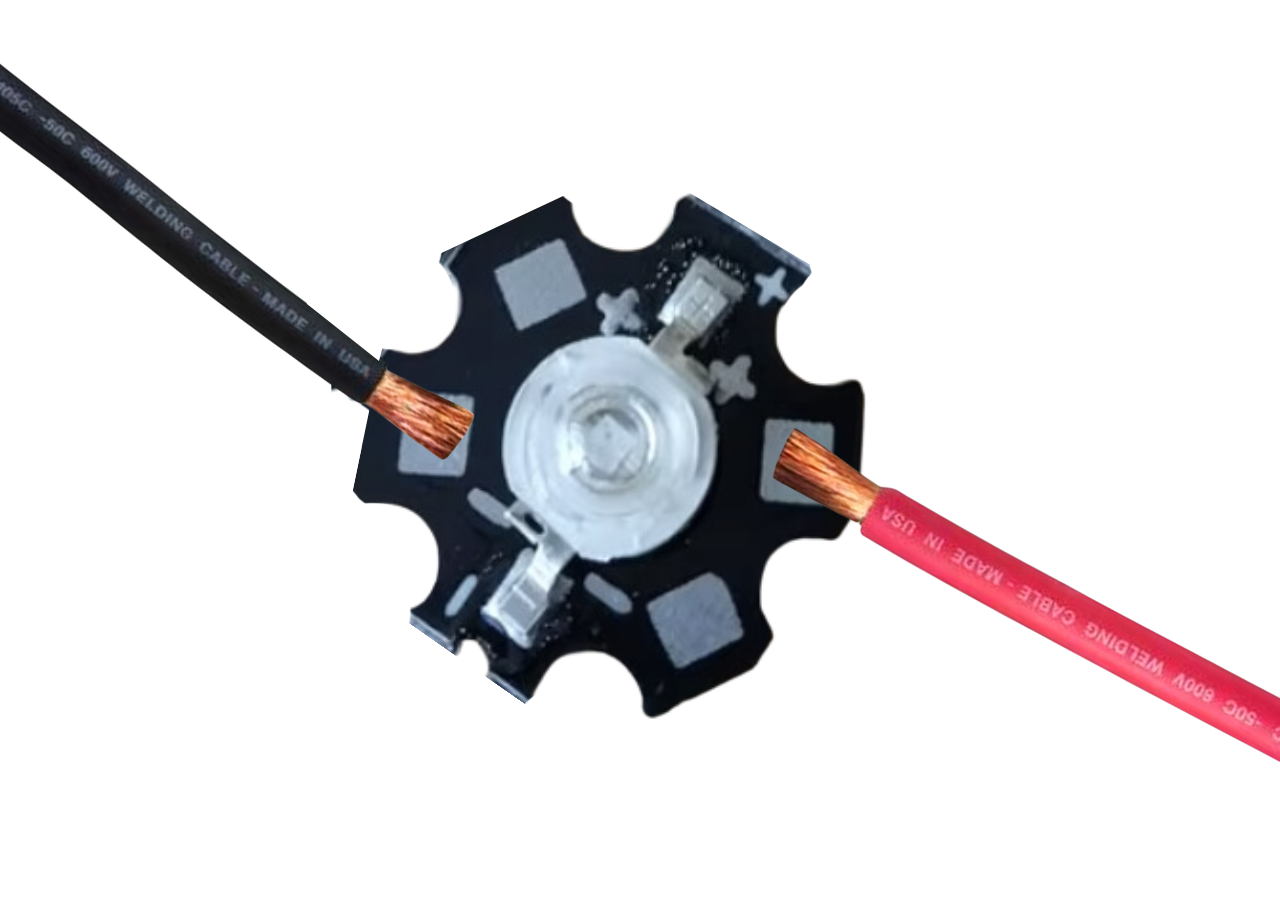 105C -50C 600V WELDING CABLE - MADE IN USA
+
+
+
-50C 600V WELDING CABLE - MADE IN USA